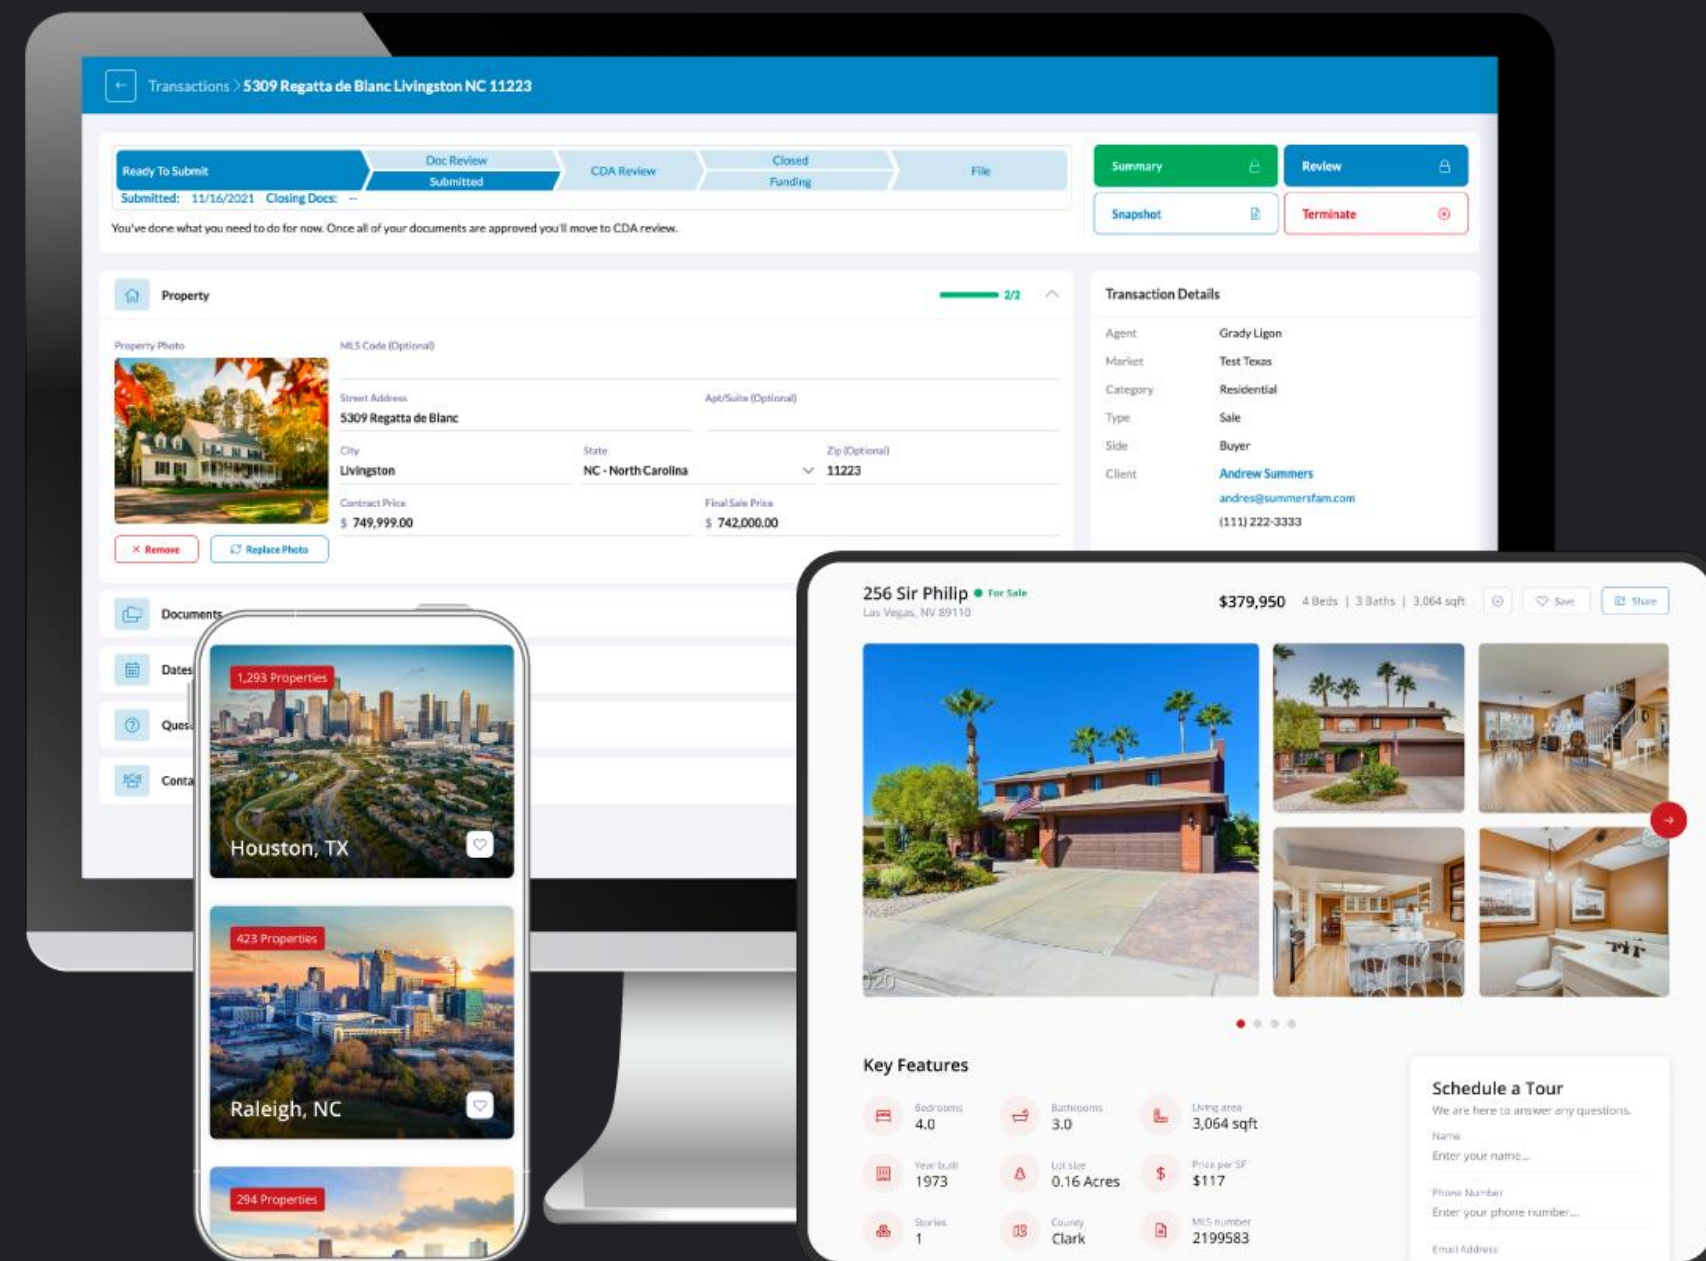 Transactions > 5309 Regatta de Blanc Livingston NC 11223
Ready To Submit
Doc Review
Submitted
CDA Review
Closed
Funding
File
Submitted: 11/16/2021 Closing Docs: --
You've done what you need to do for now. Once all of your documents are approved you'll move to CDA review.
Summary
Review
Snapshot
Terminate
Property
2/2
Property Photo
MLS Code (Optional)
Street Address
Apt/Suite (Optional)
5309 Regatta de Blanc
City
State
Zip (Optional)
Livingston
NC - North Carolina
11223
Contract Price
Final Sale Price
$ 749,999.00
$ 742,000.00
Remove
Replace Photo
Transaction Details
Agent Grady Ligon
Market Test Texas
Category Residential
Type Sale
Side Buyer
Client Andrew Summers
andres@summersfam.com
(111) 222-3333
Documents
Dates
Ques
Conta
1,293 Properties
Houston, TX
423 Properties
Raleigh, NC
294 Properties
256 Sir Philip For Sale
Las Vegas, NV 89110
$379,950 4 Beds | 3 Baths | 3,064 sqft
Save
Share
Key Features
Bedrooms
4.0
Bathrooms
3.0
Living area
3,064 sqft
Year built
1973
Lot size
0.16 Acres
Price per SF
$117
Stories
1
County
Clark
MLS number
2199583
Schedule a Tour
We are here to answer any questions.
Name
Enter your name...
Phone Number
Enter your phone number...
Email Address